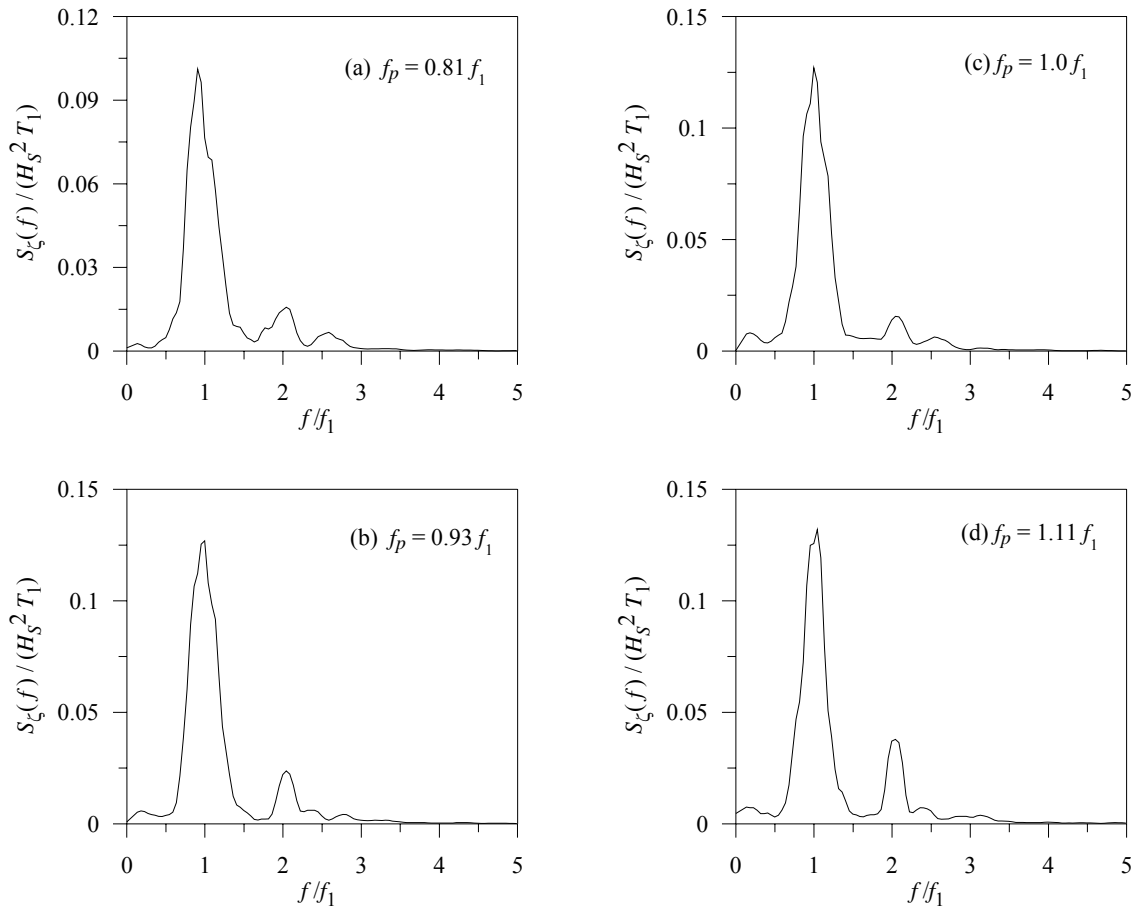 0.12
0.09
0.06
0.03
0
S_ζ(f) / (H_S^2 T_1)
(a) f_p = 0.81 f_1
0 1 2 3 4 5
f/f_1
0.15
0.1
0.05
0
S_ζ(f) / (H_S^2 T_1)
(c) f_p = 1.0 f_1
0 1 2 3 4 5
f/f_1
0.15
0.1
0.05
0
S_ζ(f) / (H_S^2 T_1)
(b) f_p = 0.93 f_1
0 1 2 3 4 5
f/f_1
0.15
0.1
0.05
0
S_ζ(f) / (H_S^2 T_1)
(d) f_p = 1.11 f_1
0 1 2 3 4 5
f/f_1